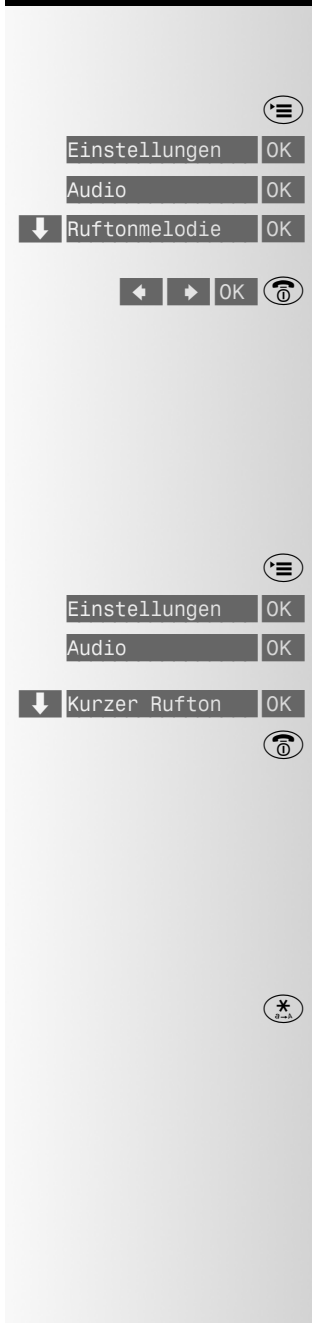 Einstellungen OK
Audio OK
Ruftonmelodie OK
OK
Einstellungen OK
Audio OK
Kurzer Rufton OK
* a→A